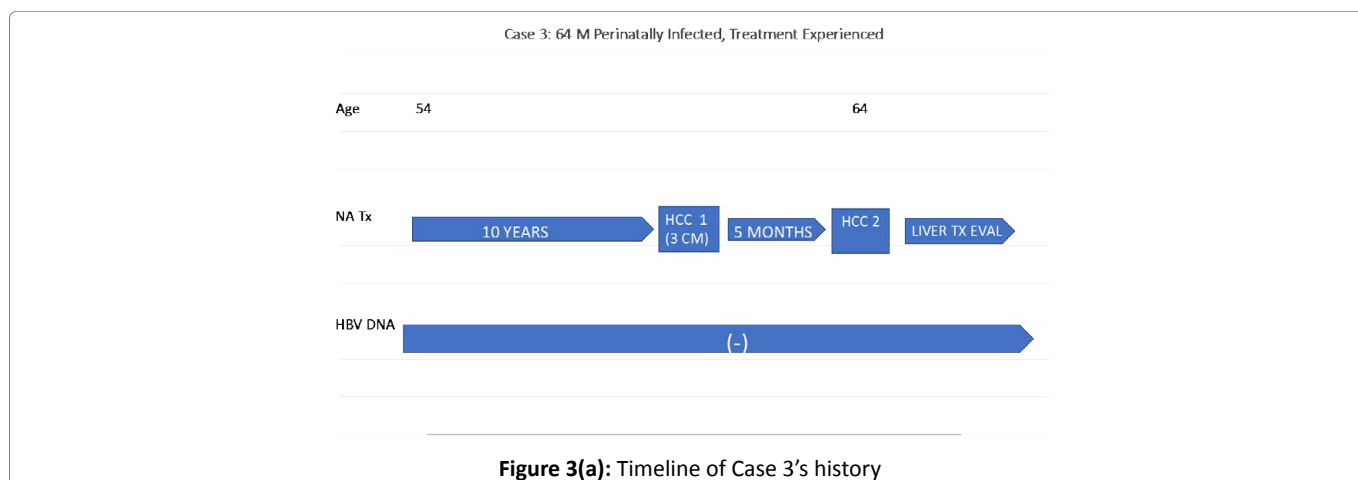 Case 3: 64 M Perinatally Infected, Treatment Experienced
Age 54 64
NA Tx 10 YEARS HCC 1 (3 CM) 5 MONTHS HCC 2 LIVER TX EVAL
HBV DNA (-)
Figure 3(a): Timeline of Case 3’s history